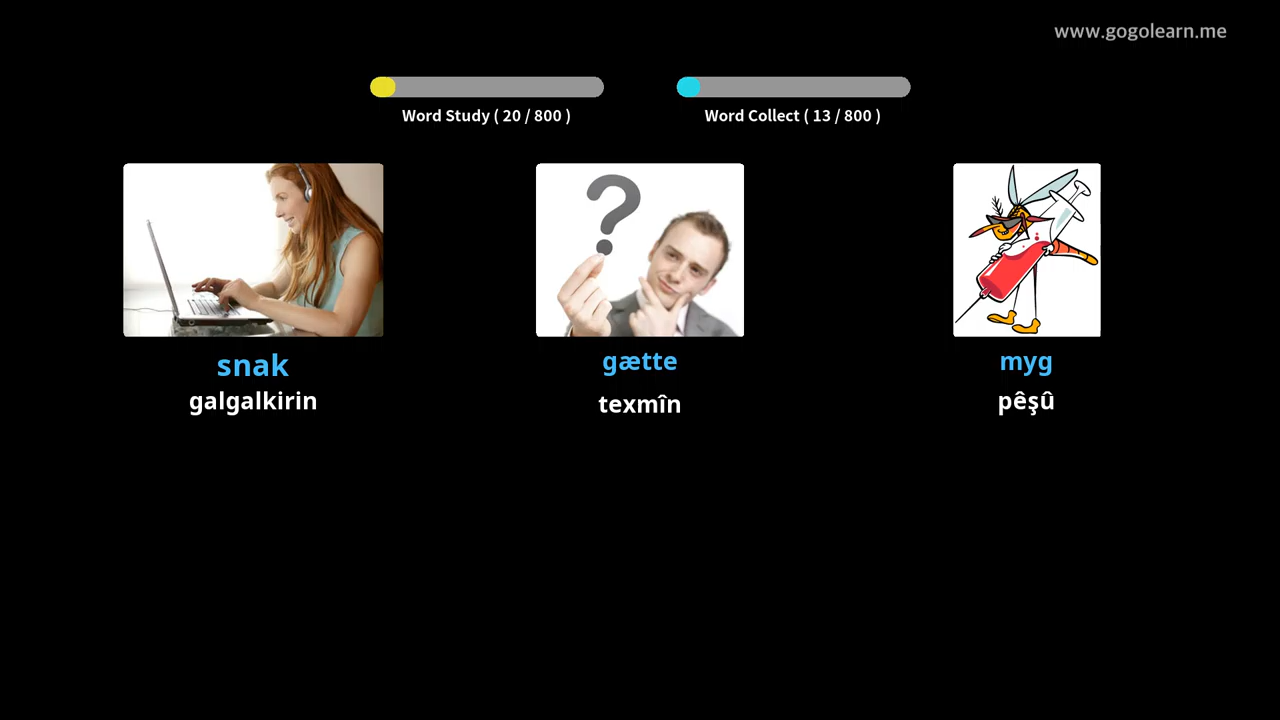 www.gogolearn.me
Word Study ( 20 / 800 )
Word Collect ( 13 / 800 )
snak
galgalkirin
gætte
texmîn
myg
pêşû